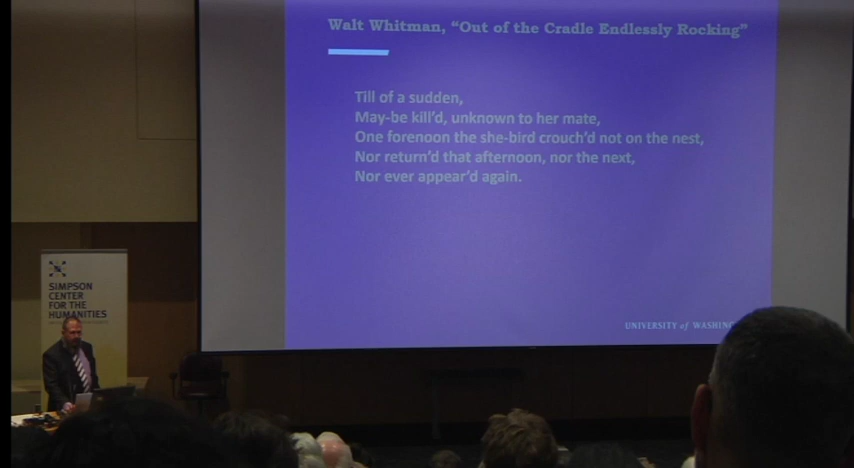 Walt Whitman, “Out of the Cradle Endlessly Rocking”
Till of a sudden,
May-be kill’d, unknown to her mate,
One forenoon the she-bird crouch’d not on the nest,
Nor return’d that afternoon, nor the next,
Nor ever appear’d again.
UNIVERSITY of
SIMPSON
CENTER
FOR THE
HUMANITIES